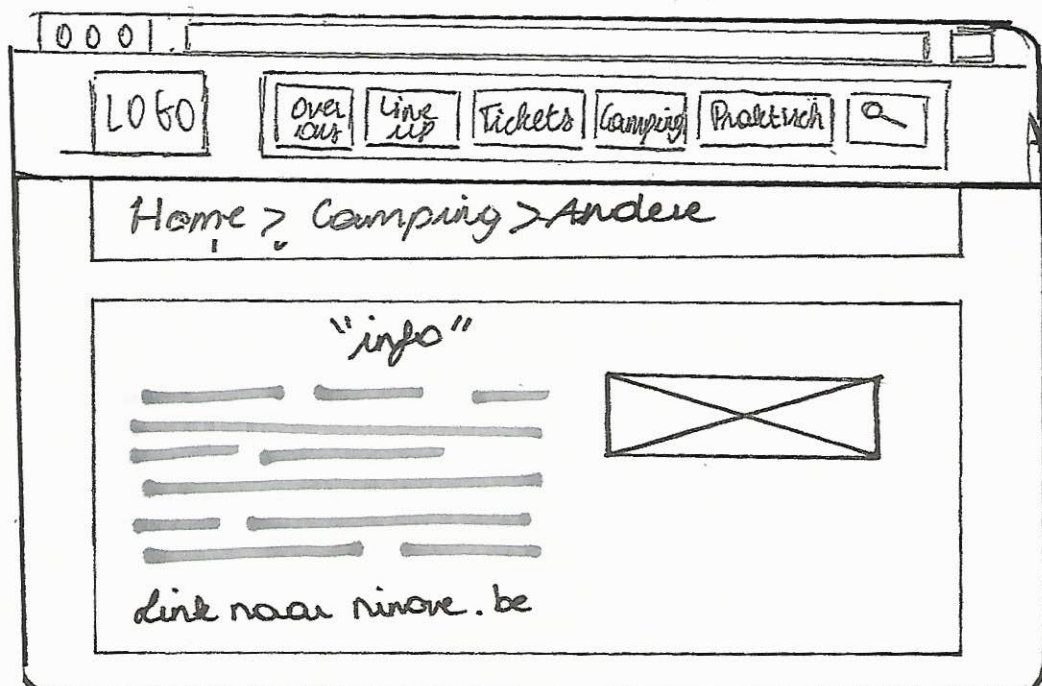 LOGO
Over ons
Line up
Tickets
Camping
Praktisch
Home > Camping > Andere
"info"
Link naar ninove.be